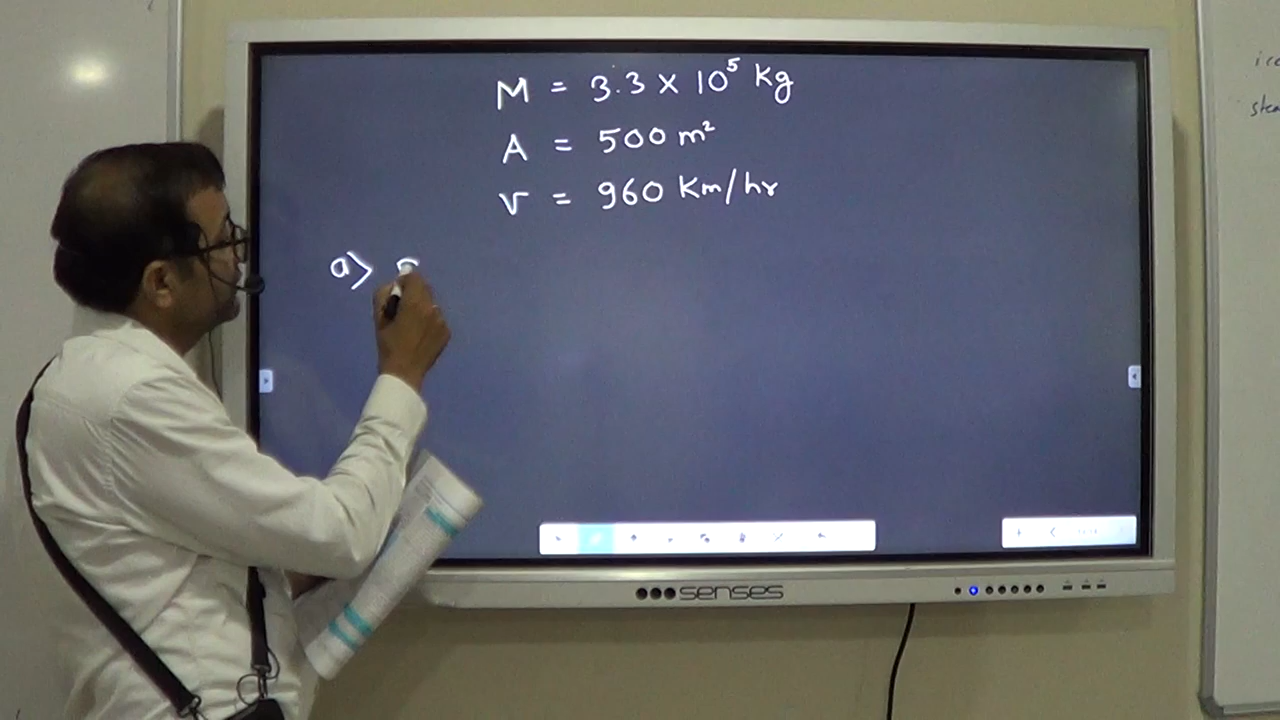 M = 3.3 × 10⁵ Kg
A = 500 m²
v = 960 Km/hr
a>
senses